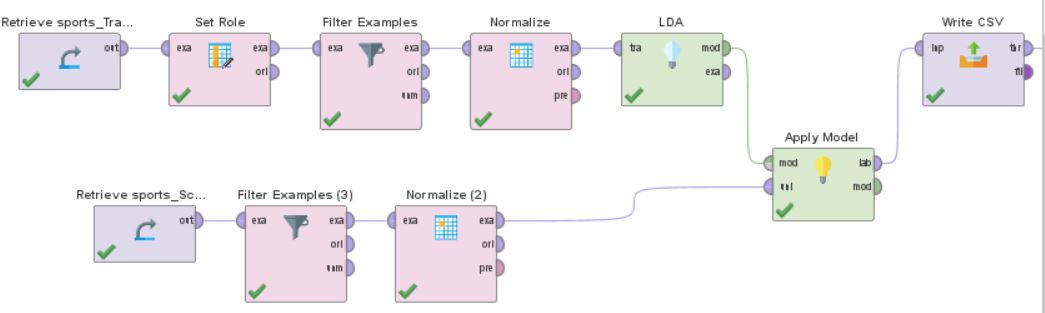 Retrieve sports_Tra...
Set Role
Filter Examples
Normalize
LDA
Write CSV
out
exa
exa
ori
exa
exa
ori
unm
exa
exa
ori
pre
tra
mod
exa
inp
thr
fil
Apply Model
mod
unl
lab
mod
Retrieve sports_Sc...
Filter Examples (3)
Normalize (2)
out
exa
exa
ori
unm
exa
exa
ori
pre